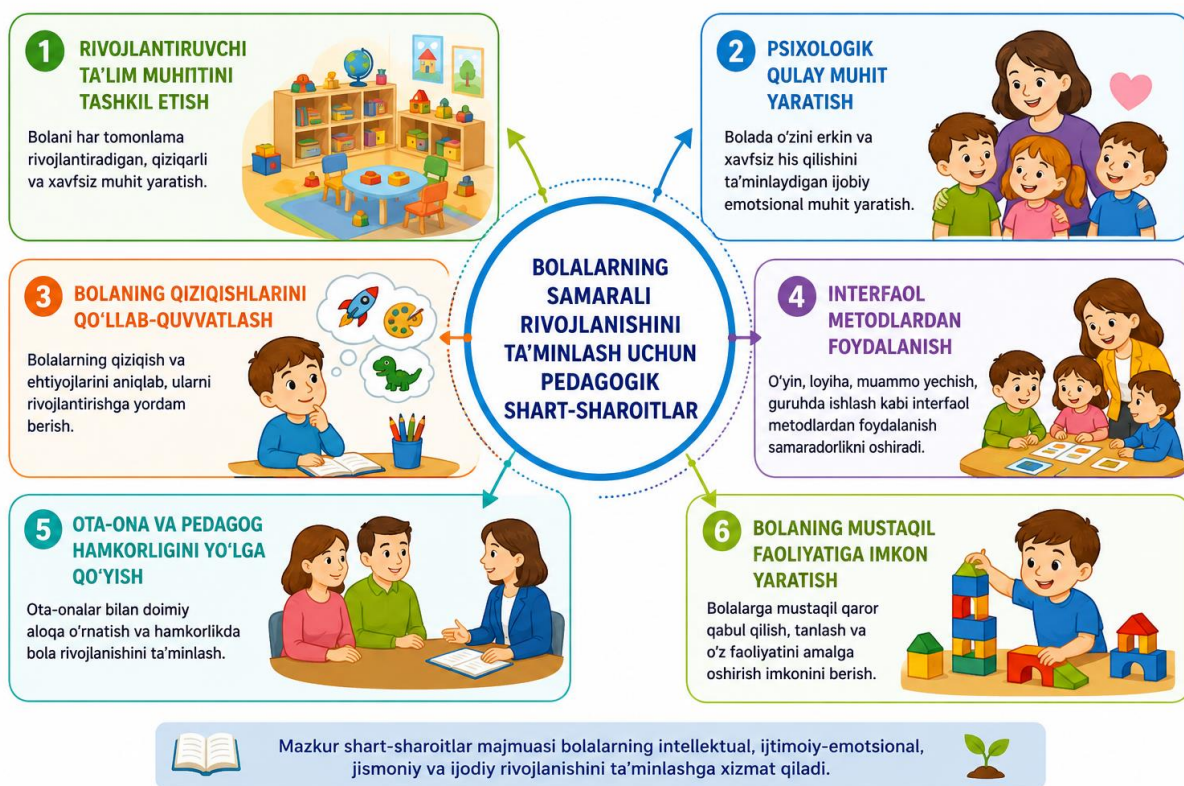 1
RIVOJLANTIRUVCHI
TA'LIM MUHITINI
TASHKIL ETISH
Bolani har tomonlama
rivojlantiradigan, qiziqarli
va xavfsiz muhit yaratish.
2
PSIXOLOGIK
QULAY MUHIT
YARATISH
Bolada o'zini erkin va
xavfsiz his qilishini
ta'minlaydigan ijobiy
emotsional muhit yaratish.
BOLALARNING
SAMARALI
RIVOJLANISHINI
TA'MINLASH UCHUN
PEDAGOGIK
SHART-SHAROITLAR
3
BOLANING QIZIQISHLARINI
QO'LLAB-QUVVATLASH
Bolalarning qiziqish va
ehtiyojlarini aniqlab, ularni
rivojlantirishga yordam
berish.
4
INTERFAOL
METODLARDAN
FOYDALANISH
O'yin, loyiha, muammo yechish,
guruhda ishlash kabi interfaol
metodlardan foydalanish
samaradorlikni oshiradi.
5
OTA-ONA VA PEDAGOG
HAMKORLIGINI YO'LGA
QO'YISH
Ota-onalar bilan doimiy
aloqa o'rnatish va hamkorlikda
bola rivojlanishini ta'minlash.
6
BOLANING MUSTAQIL
FAOLIYATIGA IMKON
YARATISH
Bolalarga mustaqil qaror
qabul qilish, tanlash va
o'z faoliyatini amalga
oshirish imkonini berish.
Mazkur shart-sharoitlar majmuasi bolalarning intellektual, ijtimoiy-emotsional,
jismoniy va ijodiy rivojlanishini ta'minlashga xizmat qiladi.